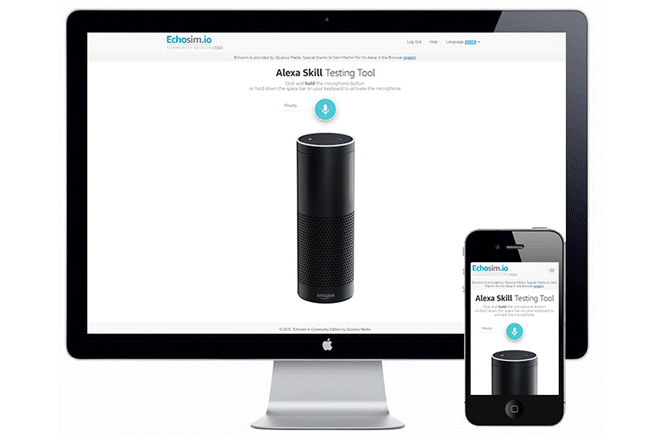 Echosim.io
COMMUNITY EDITION
Log Out Help Language
Echosim is provided by iQuarius Media. Special thanks to Sam Machin for his Alexa in the Browser project
Alexa Skill Testing Tool
Click and hold the microphone button
or hold down the space bar on your keyboard to activate the microphone.
Ready...
amazon
© 2016 Echosim.io Community Edition by iQuarius Media.
Echosim.io
COMMUNITY EDITION
Echosim is provided by iQuarius Media. Special thanks to Sam
Machin for his Alexa in the Browser project
Alexa Skill Testing Tool
Click and hold the microphone button
or hold down the space bar on your keyboard to
activate the microphone.
Ready...